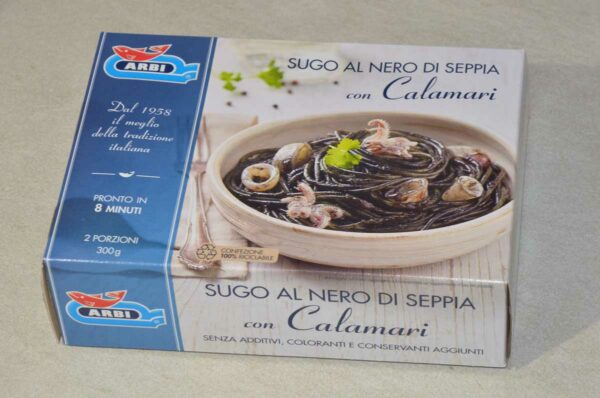 ARBI
SUGO AL NERO DI SEPPIA
con Calamari
Dal 1958
il meglio
della tradizione
italiana
PRONTO IN
8 MINUTI
2 PORZIONI
300g
CONFEZIONE
100% RICICLABILE
ARBI
SUGO AL NERO DI SEPPIA
con Calamari
SENZA ADDITIVI, COLORANTI E CONSERVANTI AGGIUNTI